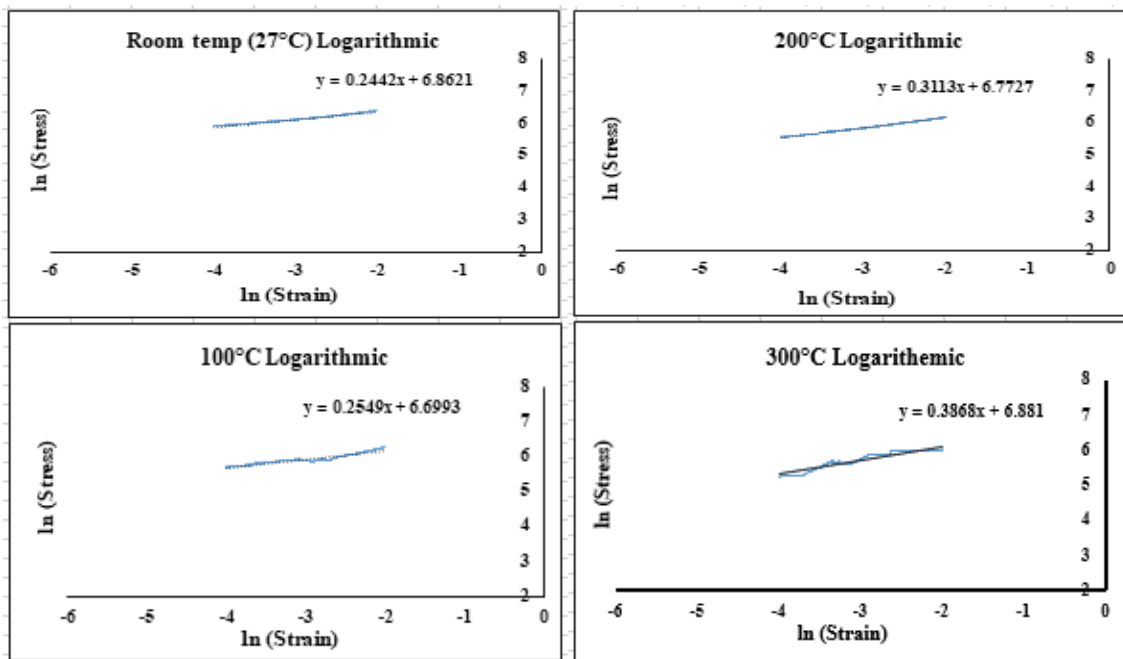 Room temp (27°C) Logarithmic
y = 0.2442x + 6.8621
ln (Stress)
8
7
6
5
4
3
2
-6 -5 -4 -3 -2 -1 0
ln (Strain)
200°C Logarithmic
y = 0.3113x + 6.7727
ln (Stress)
8
7
6
5
4
3
2
-6 -5 -4 -3 -2 -1 0
ln (Strain)
100°C Logarithmic
y = 0.2549x + 6.6993
ln (Stress)
8
7
6
5
4
3
2
-6 -5 -4 -3 -2 -1 0
ln (Strain)
300°C Logarithemic
y = 0.3868x + 6.881
ln (Stress)
8
7
6
5
4
3
2
-6 -5 -4 -3 -2 -1 0
ln (Strain)